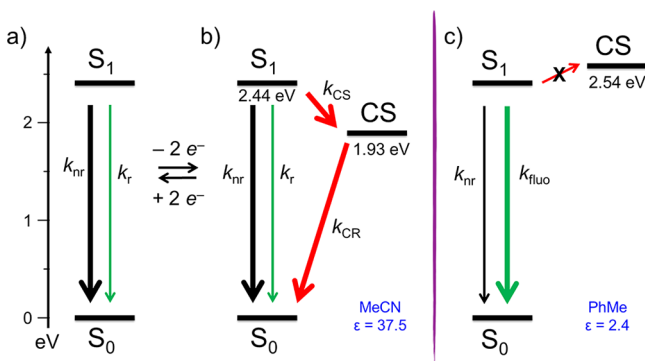 a)
S1
2
1
0
eV
knr
kr
S0
– 2 e–
+ 2 e–
b)
S1
2.44 eV
kCS
CS
1.93 eV
knr
kr
kCR
S0
MeCN
ε = 37.5
c)
S1
x
CS
2.54 eV
knr
kfluo
S0
PhMe
ε = 2.4